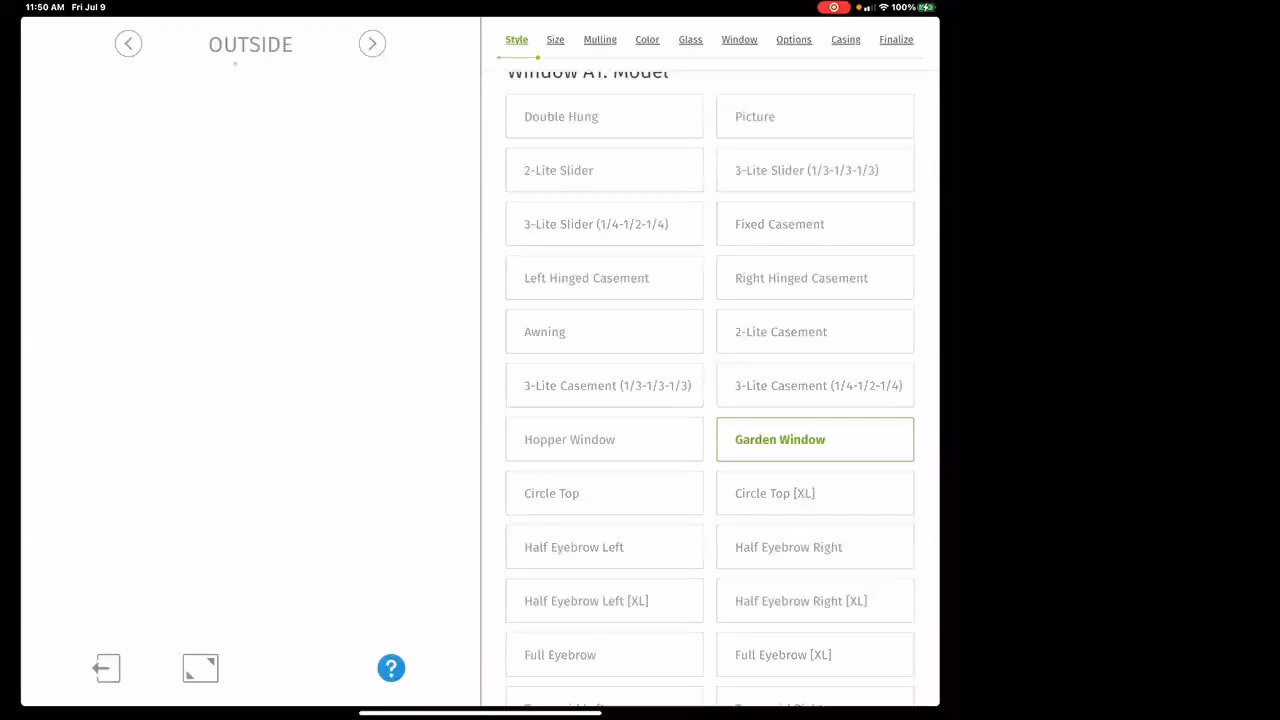 11:50 AM Fri Jul 9
100%
OUTSIDE
Style Size Mulling Color Glass Window Options Casing Finalize
Window A1: Model
Double Hung
Picture
2-Lite Slider
3-Lite Slider (1/3-1/3-1/3)
3-Lite Slider (1/4-1/2-1/4)
Fixed Casement
Left Hinged Casement
Right Hinged Casement
Awning
2-Lite Casement
3-Lite Casement (1/3-1/3-1/3)
3-Lite Casement (1/4-1/2-1/4)
Hopper Window
Garden Window
Circle Top
Circle Top [XL]
Half Eyebrow Left
Half Eyebrow Right
Half Eyebrow Left [XL]
Half Eyebrow Right [XL]
Full Eyebrow
Full Eyebrow [XL]
?